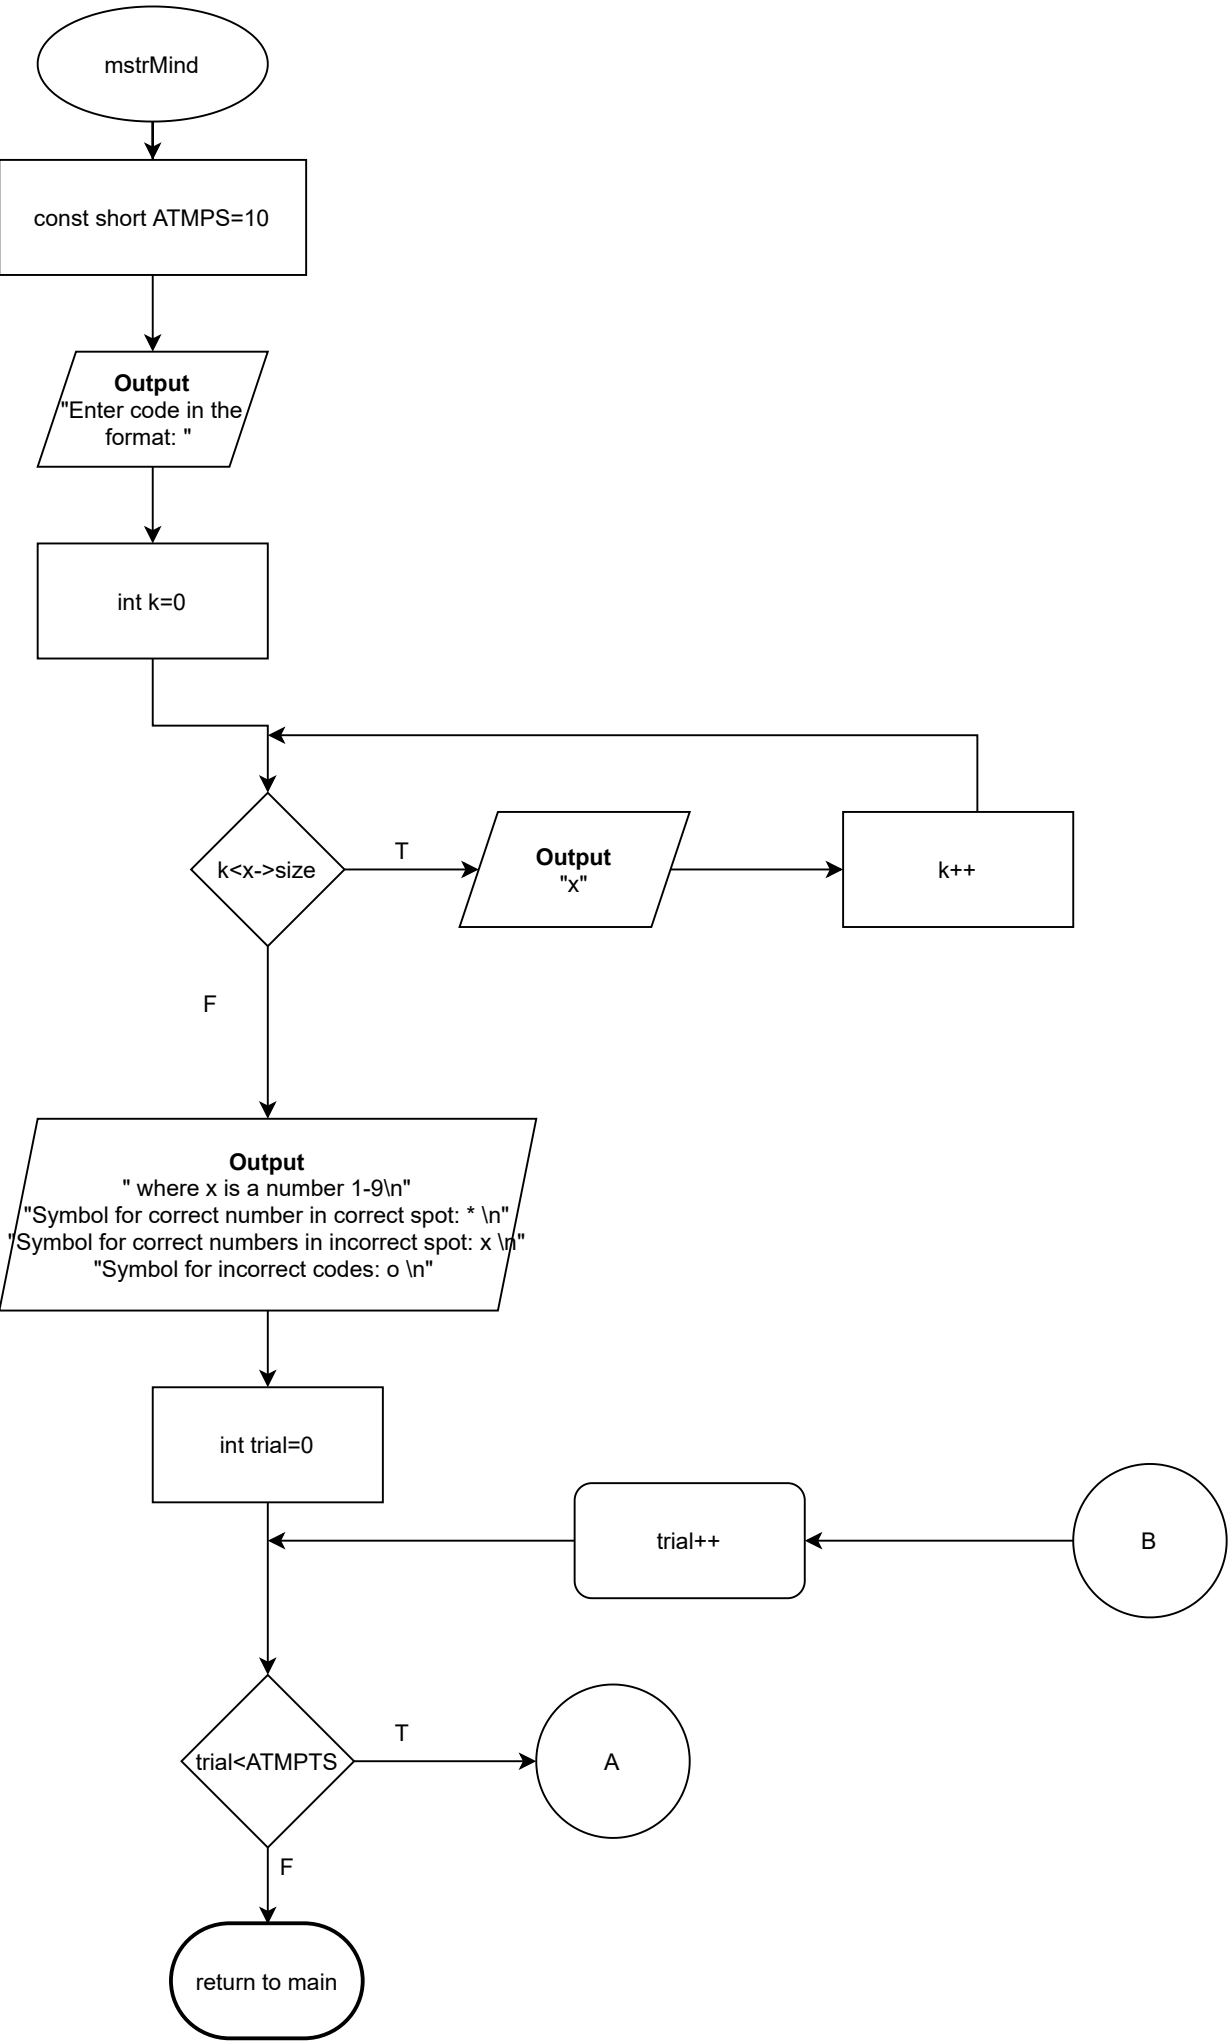 mstrMind
const short ATMPS=10
Output
"Enter code in the
format: "
int k=0
k<x->size
T
Output
"x"
k++
F
Output
" where x is a number 1-9\n"
"Symbol for correct number in correct spot: * \n"
"Symbol for correct numbers in incorrect spot: x \n"
"Symbol for incorrect codes: o \n"
int trial=0
trial++
B
trial<ATMPTS
T
A
F
return to main